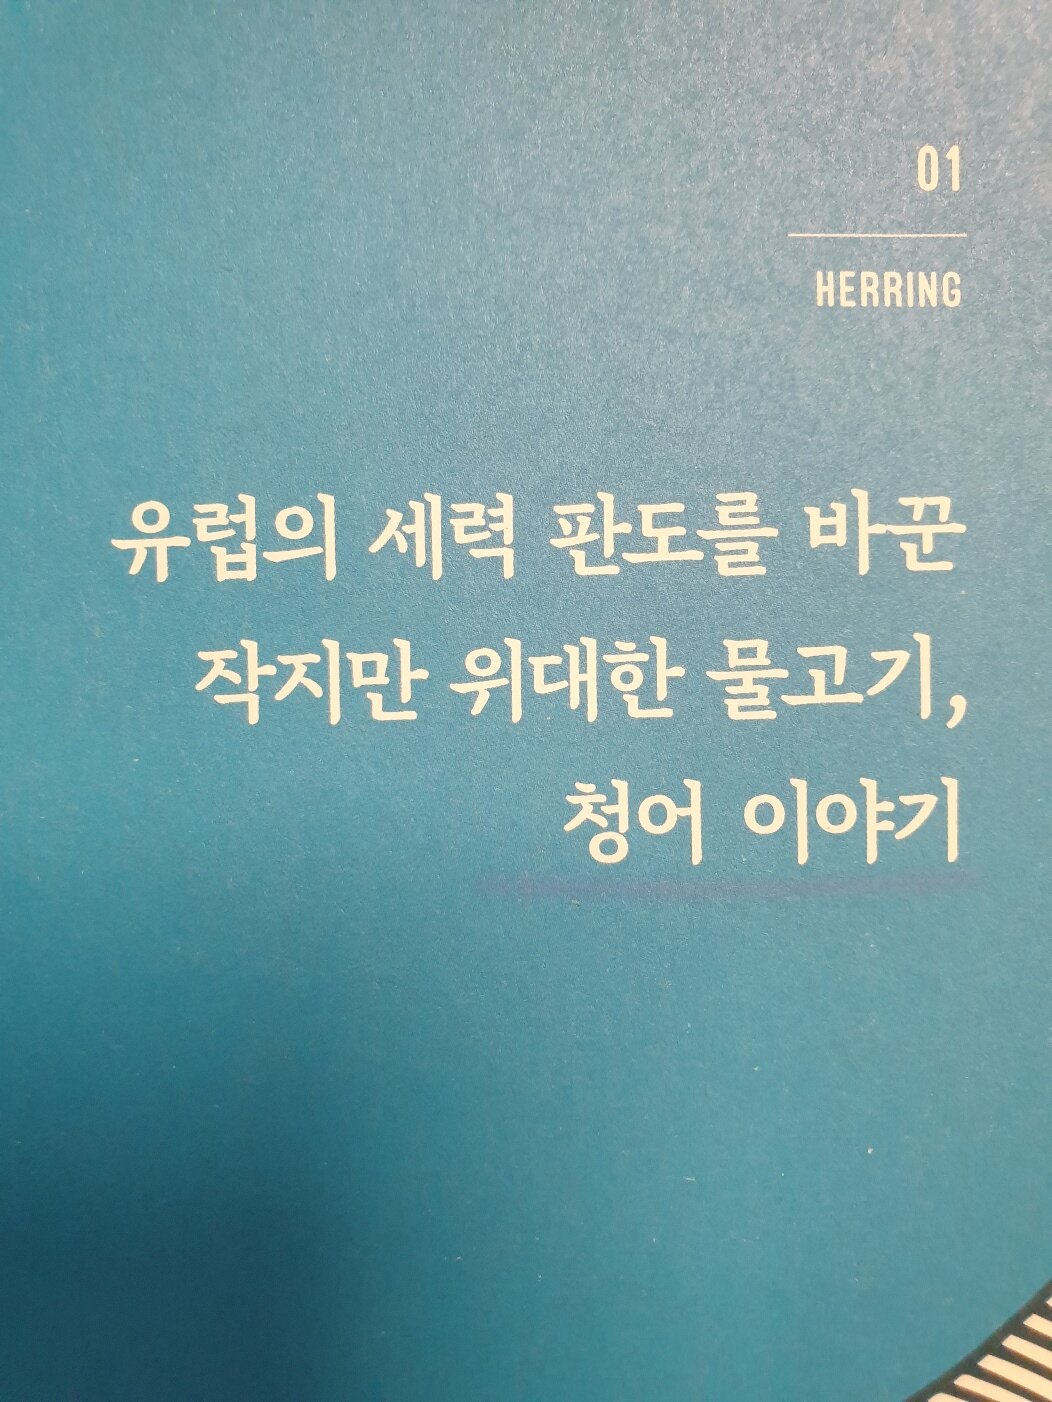 01
HERRING
유럽의 세력 판도를 바꾼
작지만 위대한 물고기,
청어 이야기